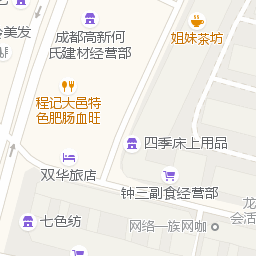 成都高新何
氏建材经营部
姐妹茶坊
美发
程记大邑特
色肥肠血旺
四季床上用品
双华旅店
钟三副食经营部
龙
会活
七色纺
网络一族网咖